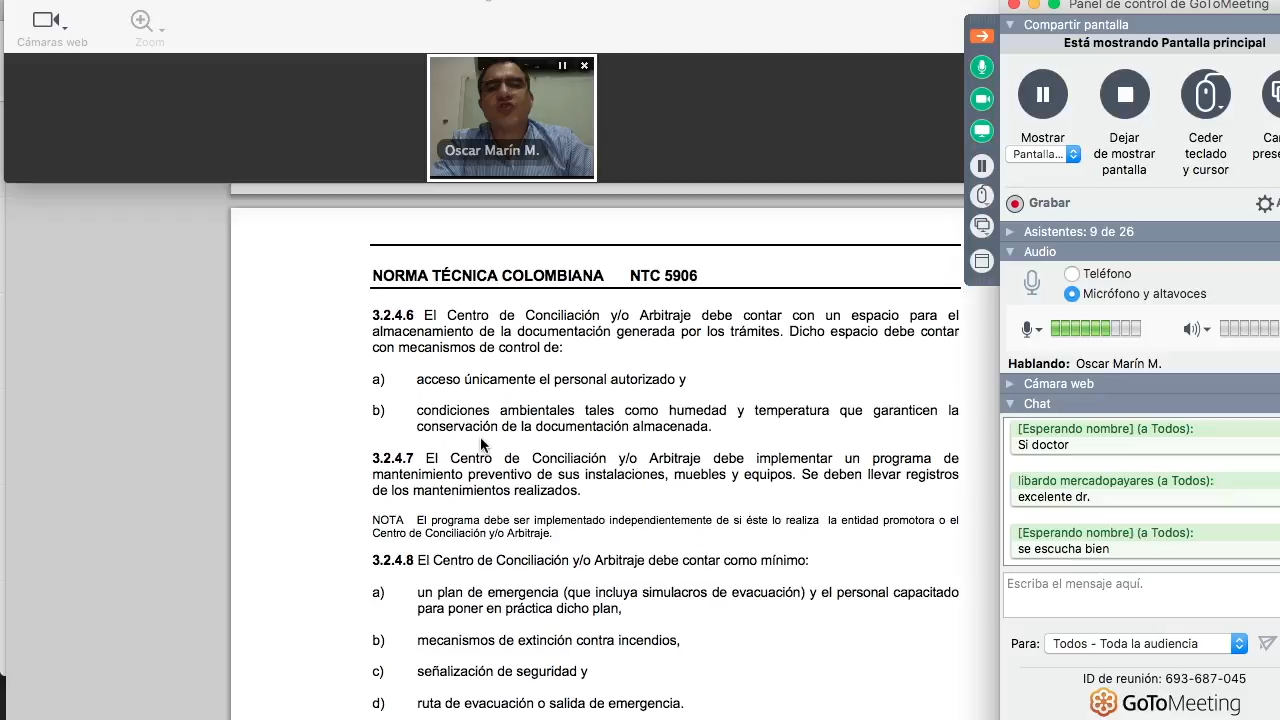 Cámaras web
Zoom
Oscar Marín M.
NORMA TÉCNICA COLOMBIANA NTC 5906
3.2.4.6 El Centro de Conciliación y/o Arbitraje debe contar con un espacio para el
almacenamiento de la documentación generada por los trámites. Dicho espacio debe contar
con mecanismos de control de:
a) acceso únicamente el personal autorizado y
b) condiciones ambientales tales como humedad y temperatura que garanticen la
conservación de la documentación almacenada.
3.2.4.7 El Centro de Conciliación y/o Arbitraje debe implementar un programa de
mantenimiento preventivo de sus instalaciones, muebles y equipos. Se deben llevar registros
de los mantenimientos realizados.
NOTA El programa debe ser implementado independientemente de si éste lo realiza la entidad promotora o el
Centro de Conciliación y/o Arbitraje.
3.2.4.8 El Centro de Conciliación y/o Arbitraje debe contar como mínimo:
a) un plan de emergencia (que incluya simulacros de evacuación) y el personal capacitado
para poner en práctica dicho plan,
b) mecanismos de extinción contra incendios,
c) señalización de seguridad y
d) ruta de evacuación o salida de emergencia.
Panel de control de GoToMeeting
Compartir pantalla
Está mostrando Pantalla principal
Mostrar
Pantalla...
Dejar
de mostrar
pantalla
Ceder
teclado
y cursor
Grabar
Asistentes: 9 de 26
Audio
Teléfono
Micrófono y altavoces
Hablando: Oscar Marín M.
Cámara web
Chat
[Esperando nombre] (a Todos):
Si doctor
libardo mercadopayares (a Todos):
excelente dr.
[Esperando nombre] (a Todos):
se escucha bien
Escriba el mensaje aquí.
Para: Todos - Toda la audiencia
ID de reunión: 693-687-045
GoToMeeting